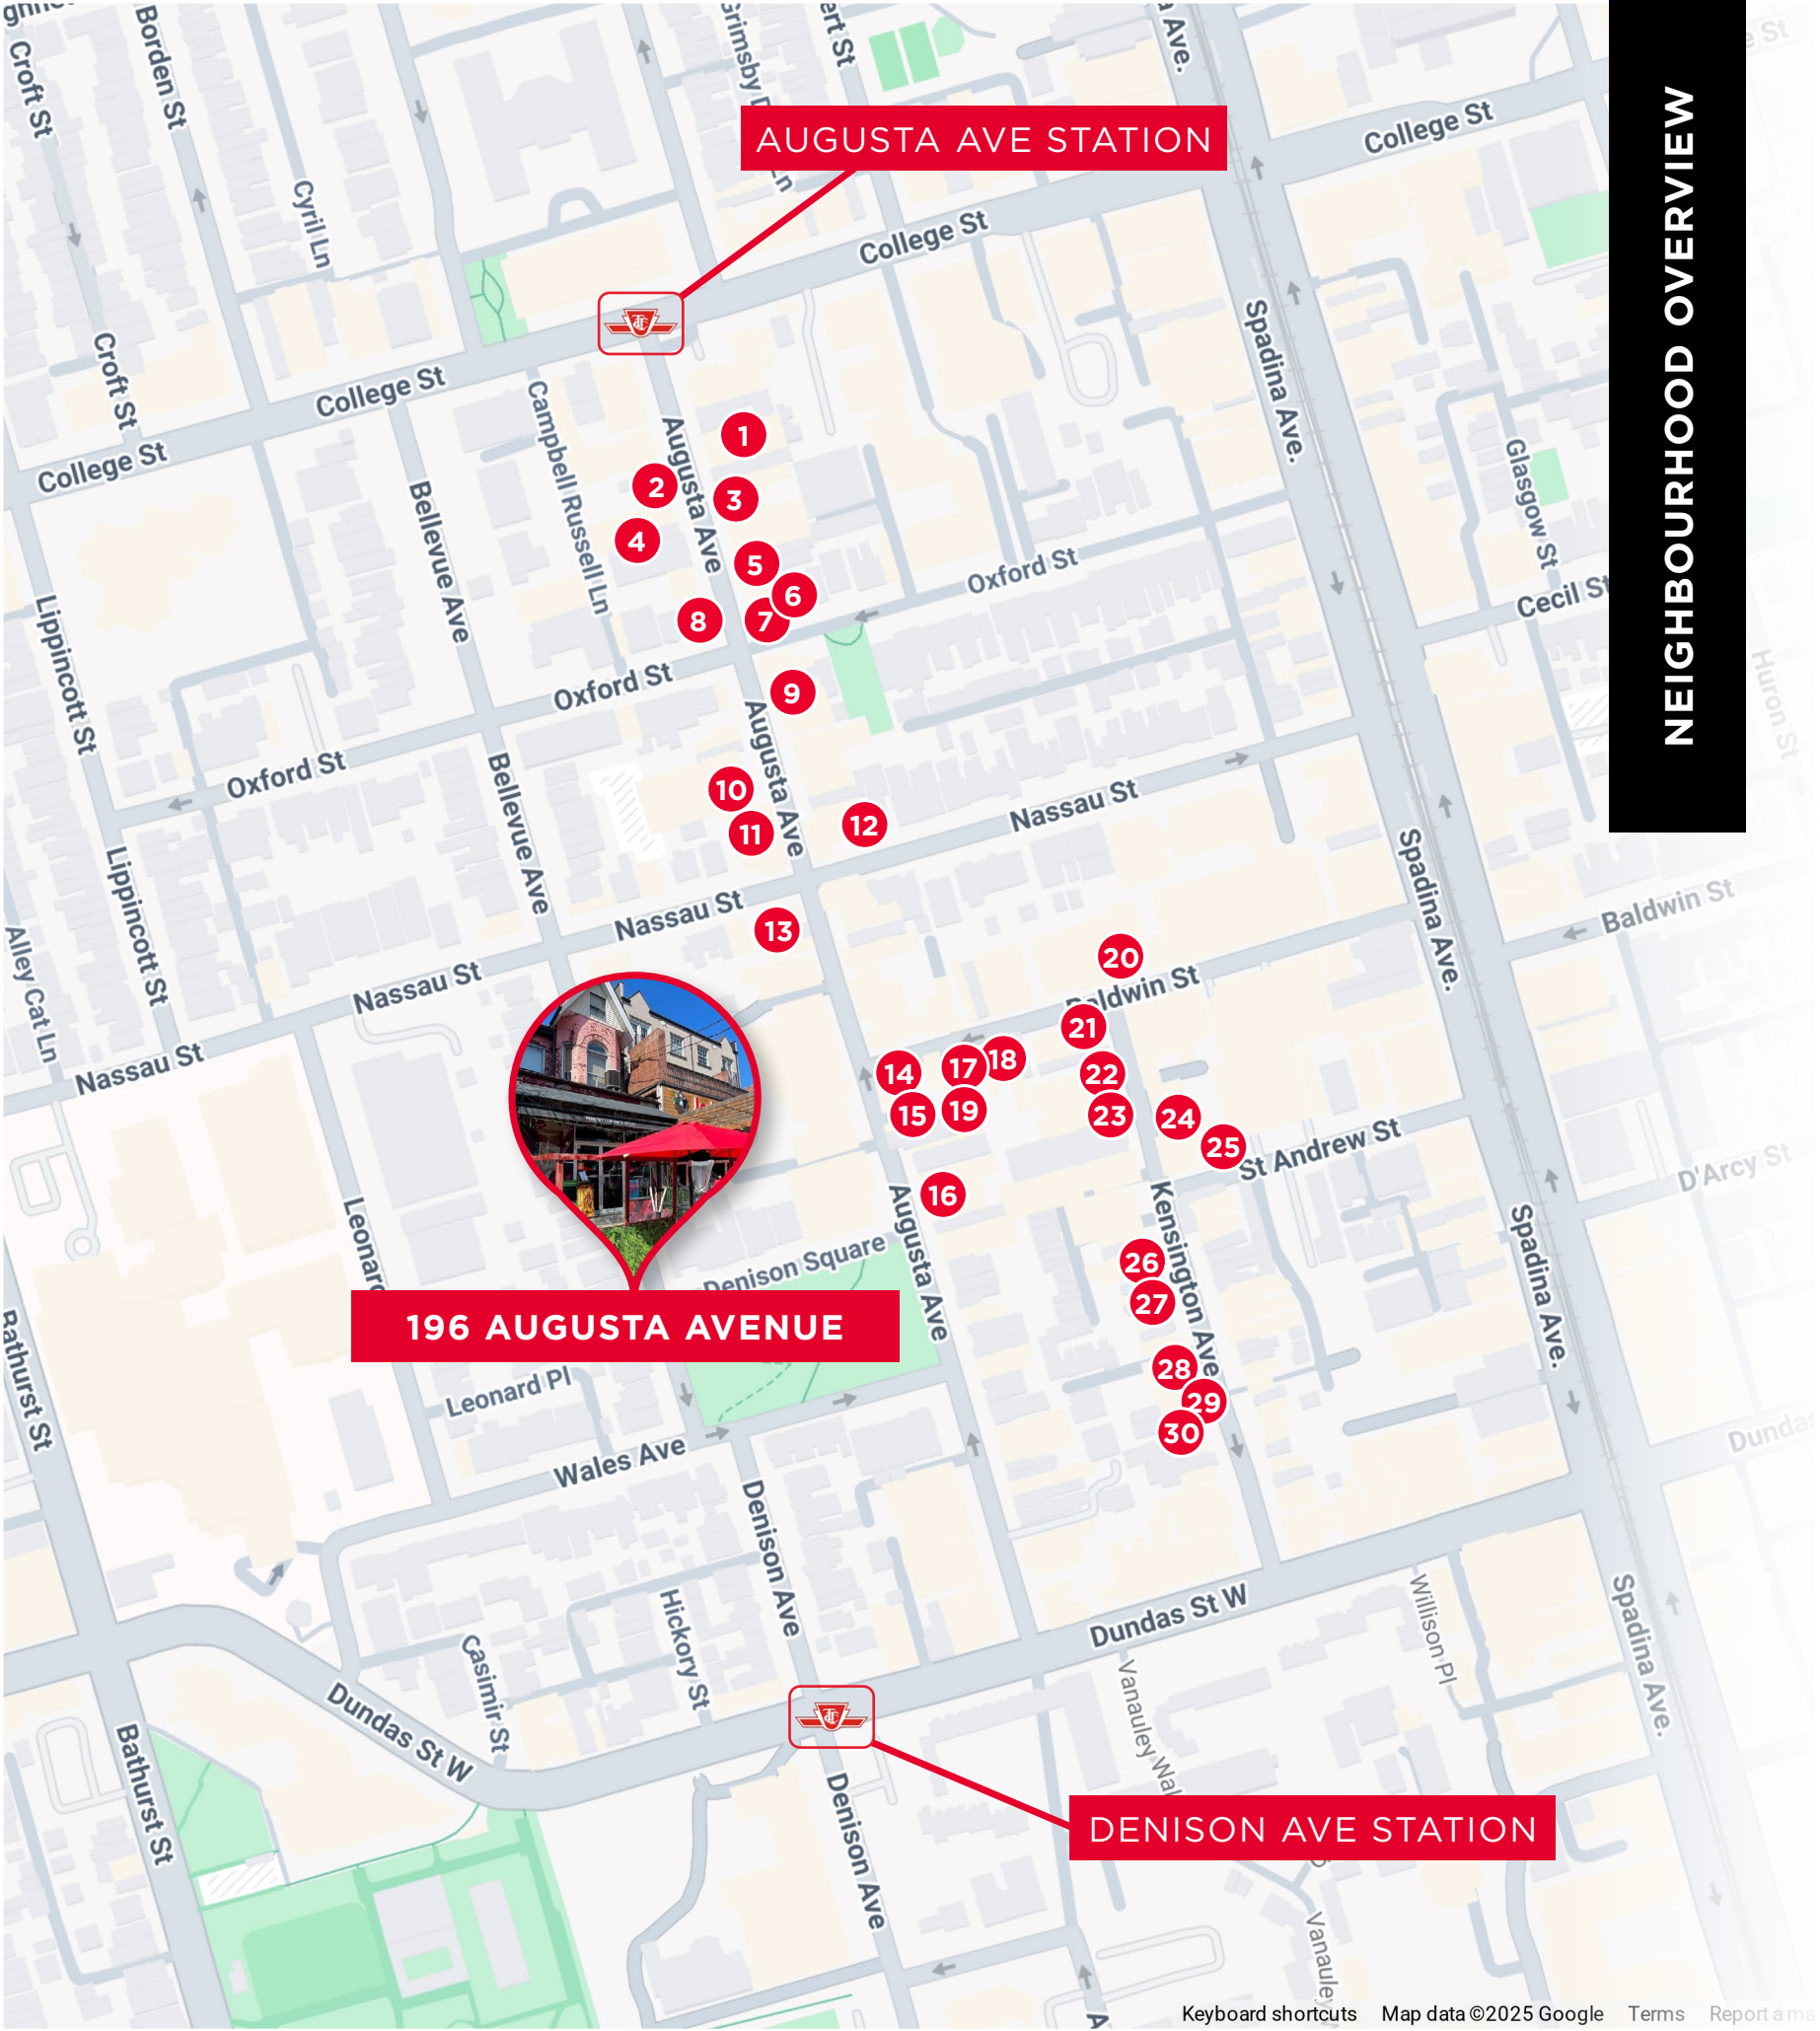 Croft St
Borden St
Cyril Ln
AUGUSTA AVE STATION
College St
College St
NEIGHBOURHOOD OVERVIEW
Croft St
College St
College St
Campbell Russell Ln
Augusta Ave
Spadina Ave.
Glasgow St
Bellevue Ave
1
2
3
4
5
6
7
8
Oxford St
Cecil St
Lippincott St
Oxford St
9
Huron St
Oxford St
Bellevue Ave
Augusta Ave
10
11
12
Nassau St
Spadina Ave.
Lippincott St
Nassau St
13
Baldwin St
Alley Cat Ln
Nassau St
20
Nassau St
21
14
17
18
22
15
19
23
24
25
St Andrew St
D'Arcy St
16
Augusta Ave
Kensington Ave
Spadina Ave.
Denison Square
26
27
196 AUGUSTA AVENUE
Bathurst St
28
29
30
Leonard Pl
Wales Ave
Denison Ave
Hickory St
Casimir St
Dundas St W
Willison Pl
Spadina Ave.
Dundas St W
Bathurst St
Denison Ave
DENISON AVE STATION
Keyboard shortcuts Map data ©2025 Google Terms